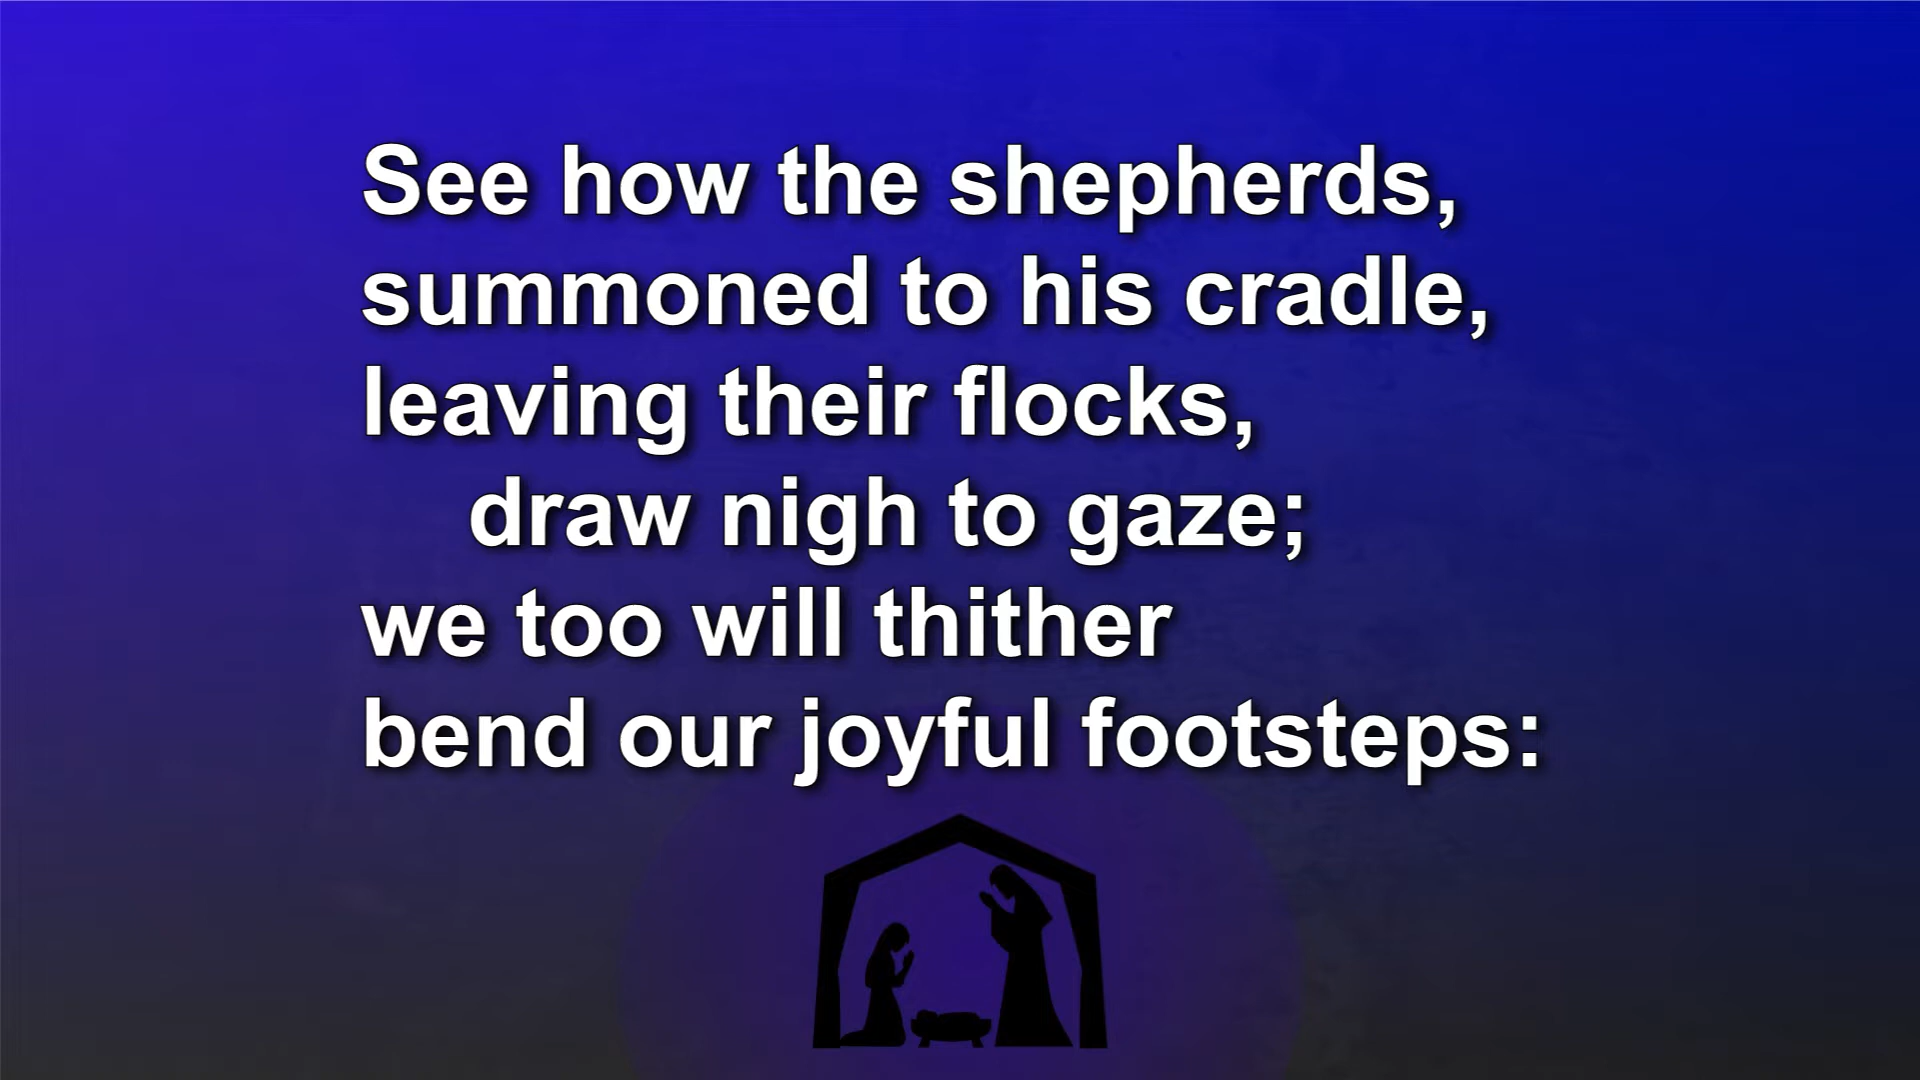 See how the shepherds,
summoned to his cradle,
leaving their flocks,
draw nigh to gaze;
we too will thither
bend our joyful footsteps: